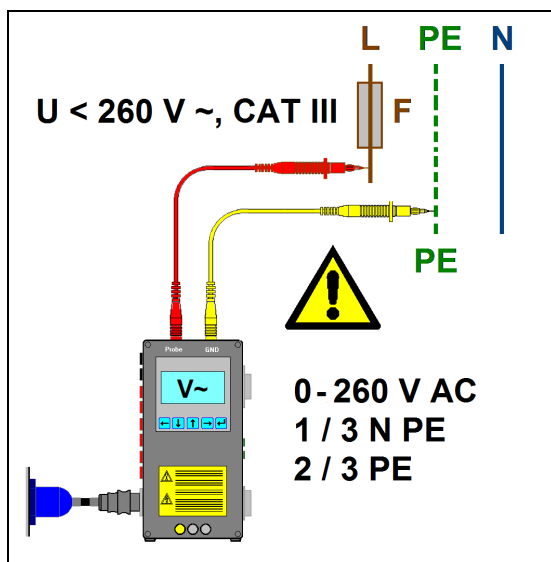 L PE N
U < 260 V ~, CAT III F
PE
Probe GND
V~
0 - 260 V AC
1 / 3 N PE
2 / 3 PE